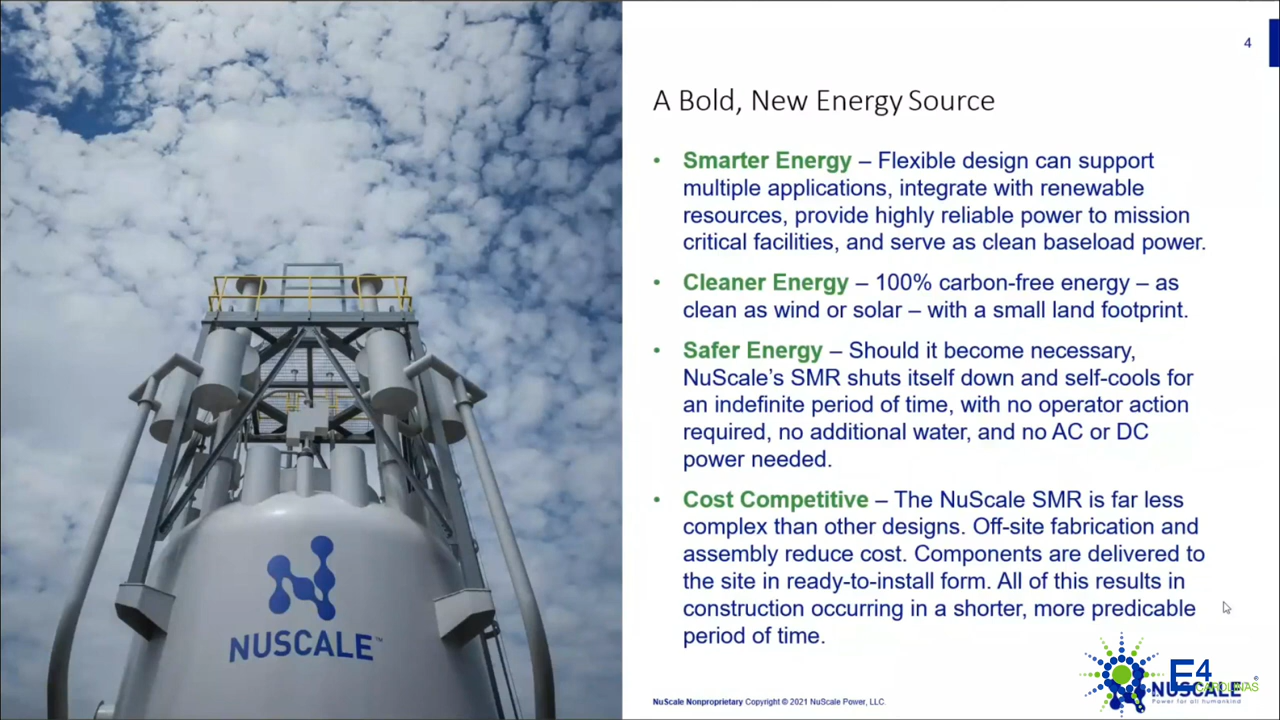 4
A Bold, New Energy Source
• Smarter Energy – Flexible design can support
multiple applications, integrate with renewable
resources, provide highly reliable power to mission
critical facilities, and serve as clean baseload power.
• Cleaner Energy – 100% carbon-free energy – as
clean as wind or solar – with a small land footprint.
• Safer Energy – Should it become necessary,
NuScale’s SMR shuts itself down and self-cools for
an indefinite period of time, with no operator action
required, no additional water, and no AC or DC
power needed.
• Cost Competitive – The NuScale SMR is far less
complex than other designs. Off-site fabrication and
assembly reduce cost. Components are delivered to
the site in ready-to-install form. All of this results in
construction occurring in a shorter, more predicable
period of time.
NUSCALE™
E4
CAROLINAS
NUSCALE
Power for all humankind
NuScale Nonproprietary Copyright © 2021 NuScale Power, LLC.